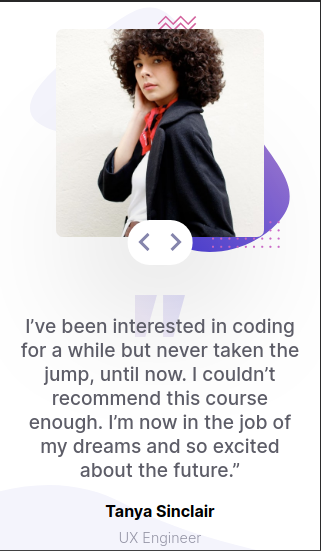 I’ve been interested in coding
for a while but never taken the
jump, until now. I couldn’t
recommend this course
enough. I’m now in the job of
my dreams and so excited
about the future.”
Tanya Sinclair
UX Engineer